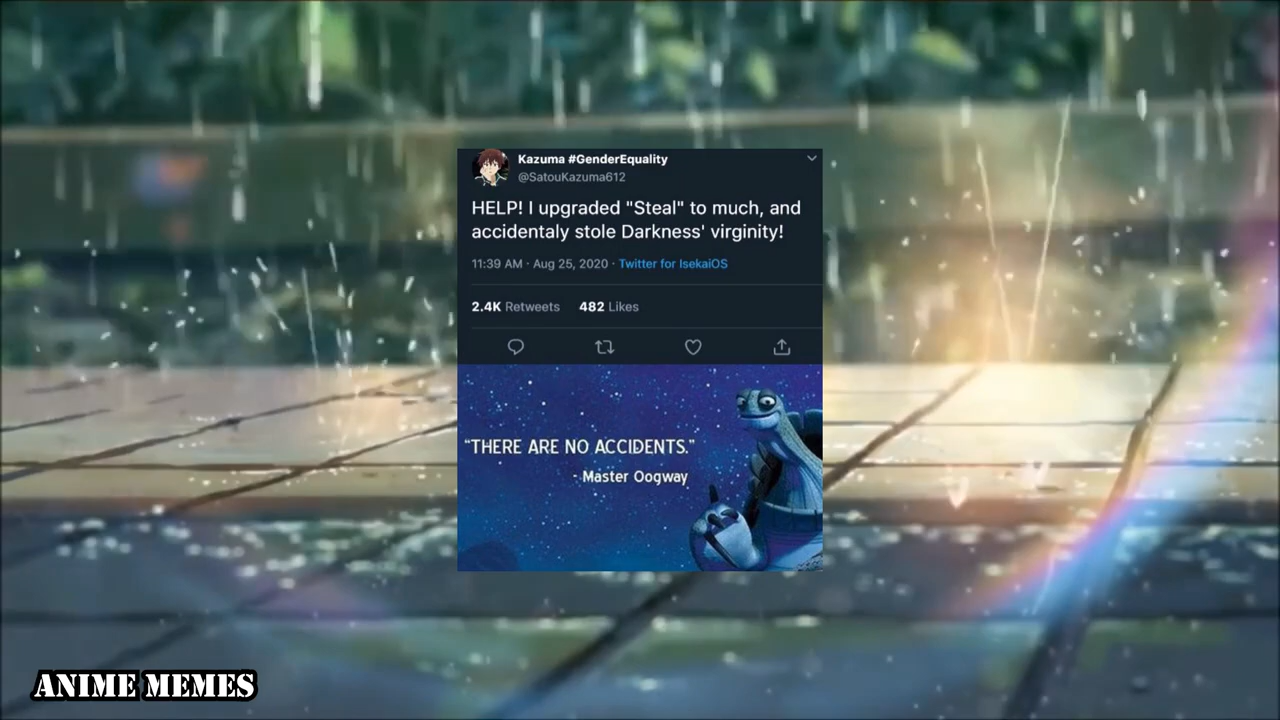 Kazuma #GenderEquality
@SatouKazuma612
HELP! I upgraded "Steal" to much, and
accidentaly stole Darkness' virginity!
11:39 AM · Aug 25, 2020 · Twitter for IsekaiOS
2.4K Retweets 482 Likes
“THERE ARE NO ACCIDENTS.”
- Master Oogway
ANIME MEMES